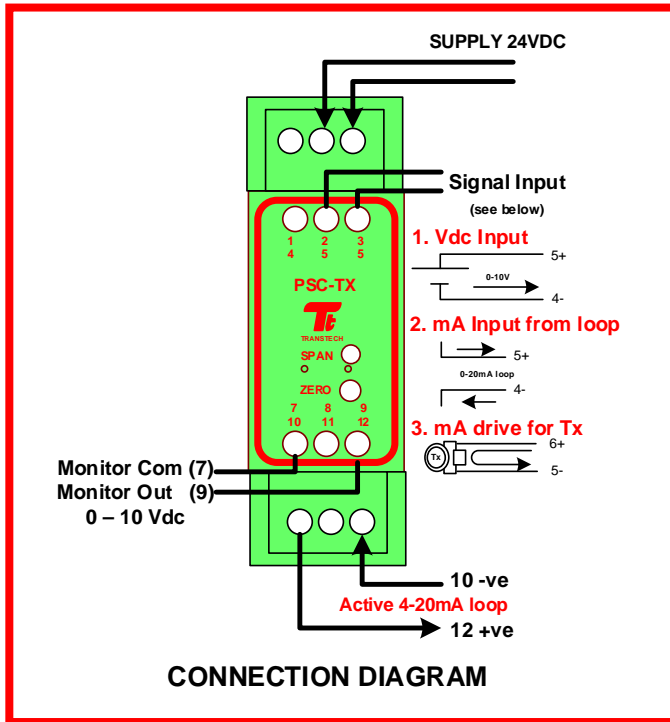 SUPPLY 24VDC
Signal Input
(see below)
1 2 3
4 5 5
1. Vdc Input
5+
0-10V
4-
PSC-TX
Tt
TRANSTECH
2. mA Input from loop
5+
0-20mA loop
4-
SPAN
ZERO
7 8 9
10 11 12
3. mA drive for Tx
6+
Tx
5-
Monitor Com (7)
Monitor Out (9)
0 – 10 Vdc
10 -ve
Active 4-20mA loop
12 +ve
CONNECTION DIAGRAM